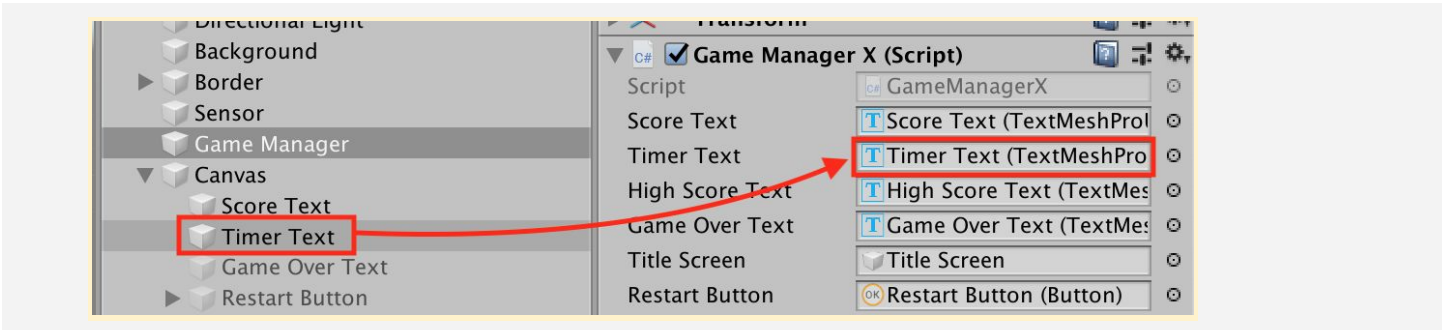 Directional Light
Background
Border
Sensor
Game Manager
Canvas
Score Text
Timer Text
Game Over Text
Restart Button
Transform
C# Game Manager X (Script)
Script GameManagerX
Score Text T Score Text (TextMeshProU
Timer Text T Timer Text (TextMeshPro
High Score Text T High Score Text (TextMes
Game Over Text T Game Over Text (TextMes
Title Screen Title Screen
Restart Button OK Restart Button (Button)